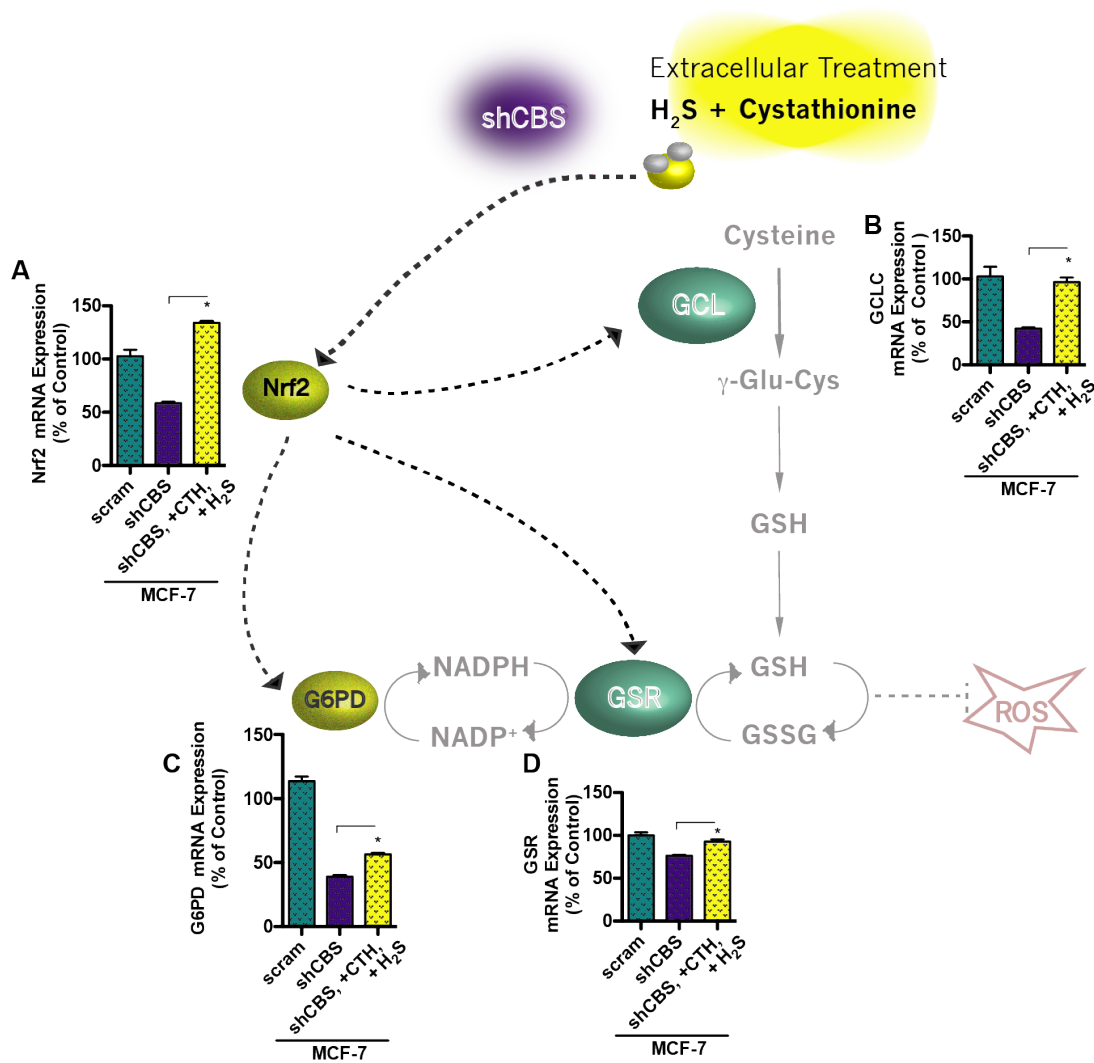 shCBS
Extracellular Treatment
H₂S + Cystathionine
A
Nrf2 mRNA Expression
(% of Control)
150
100
50
0
*
scram
shCBS
shCBS, +CTH,
+ H₂S
MCF-7
Nrf2
GCL
Cysteine
γ-Glu-Cys
GSH
B
GCLC
mRNA Expression
(% of Control)
150
100
50
0
*
scram
shCBS
shCBS, +CTH,
+ H₂S
MCF-7
G6PD
NADPH
NADP⁺
GSR
GSH
GSSG
ROS
C
G6PD mRNA Expression
(% of Control)
150
100
50
0
*
scram
shCBS
shCBS, +CTH,
+ H₂S
MCF-7
D
GSR
mRNA Expression
(% of Control)
150
100
50
0
*
scram
shCBS
shCBS, +CTH,
+ H₂S
MCF-7